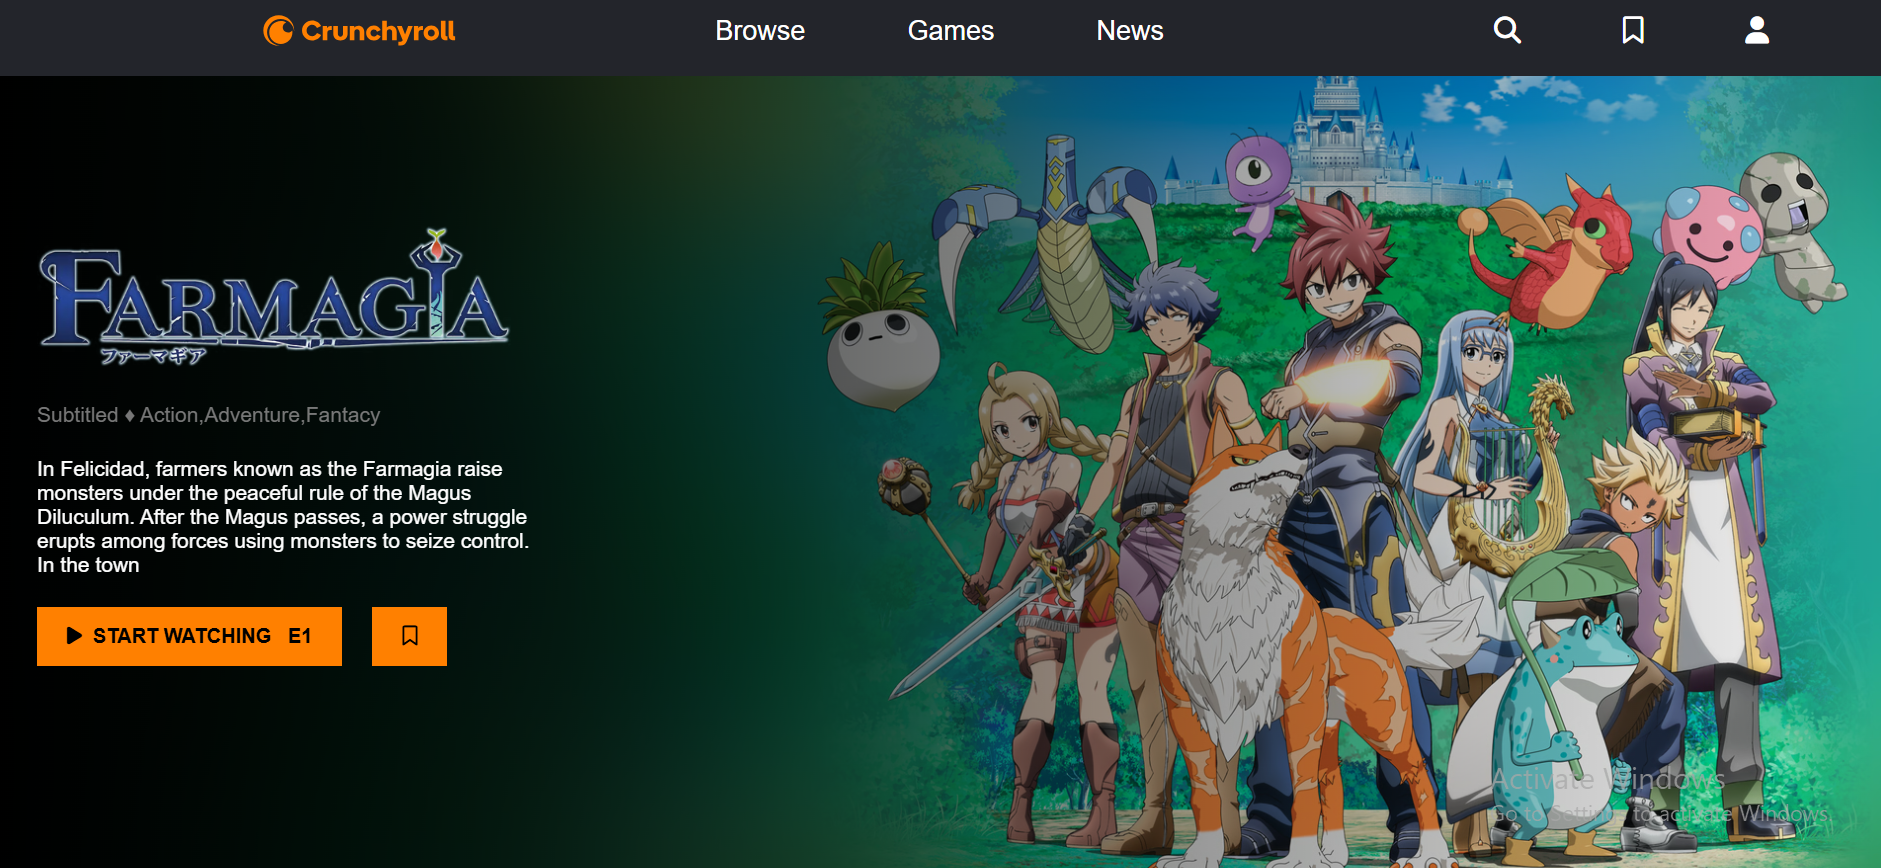 Crunchyroll
Browse
Games
News
FARMAGIA
ファーマギア
Subtitled ♦ Action,Adventure,Fantacy
In Felicidad, farmers known as the Farmagia raise
monsters under the peaceful rule of the Magus
Diluculum. After the Magus passes, a power struggle
erupts among forces using monsters to seize control.
In the town
START WATCHING E1
Activate Windows
Go to Settings to activate Windows.